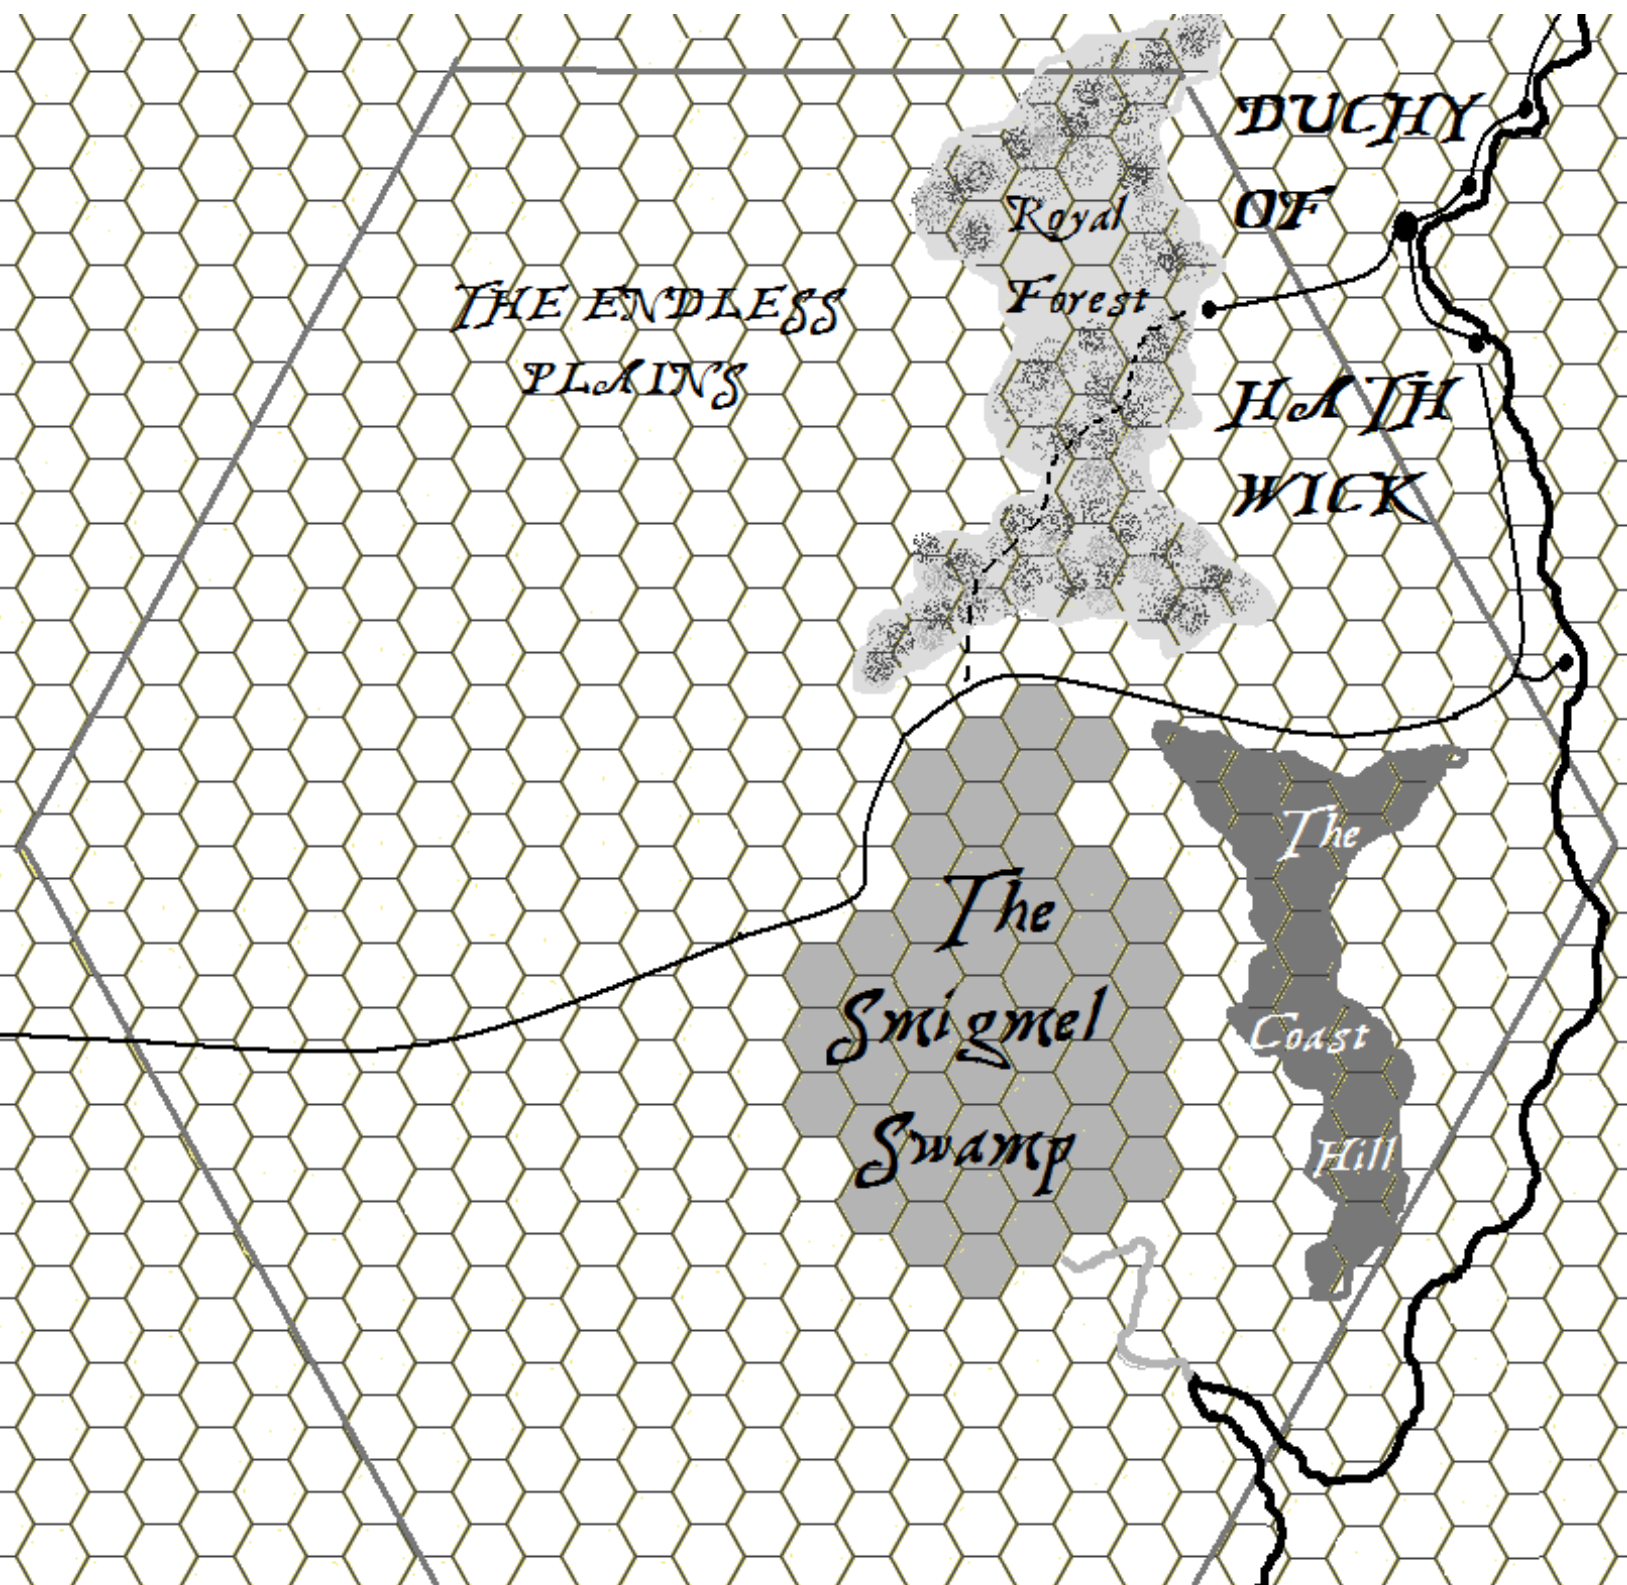 DUCHY
OF
HATH
WICK
Royal
Forest
THE ENDLESS
PLAINS
The
Coast
Hill
The
Smigmel
Swamp